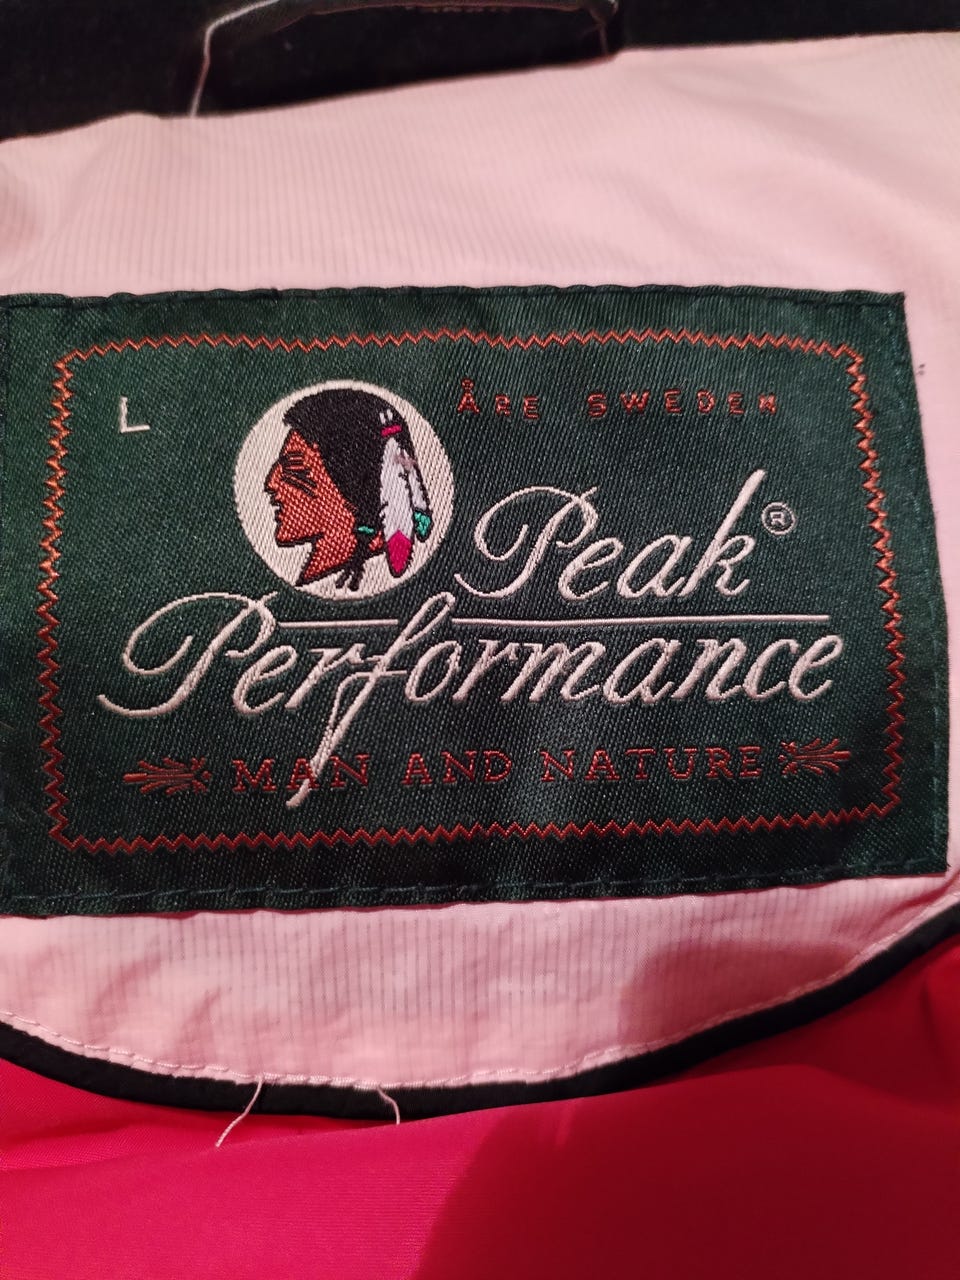 L
ÅRE SWEDEN
Peak®
Performance
MAN AND NATURE